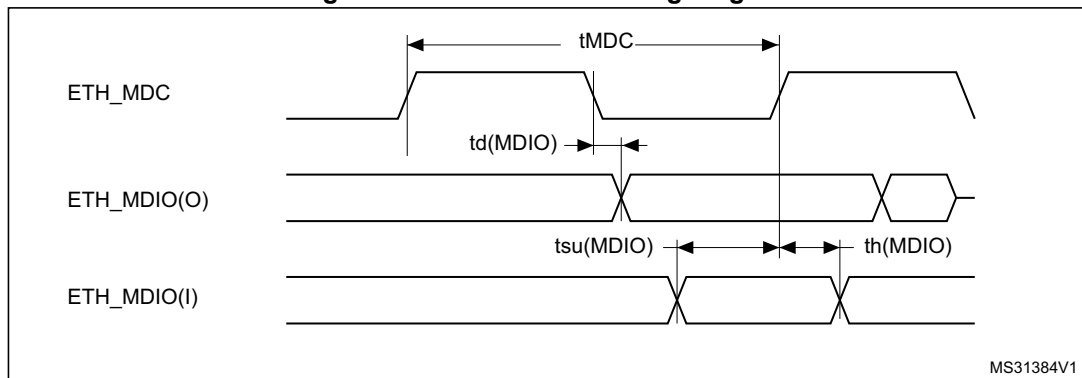 tMDC
ETH_MDC
td(MDIO)
ETH_MDIO(O)
tsu(MDIO)
th(MDIO)
ETH_MDIO(I)
MS31384V1